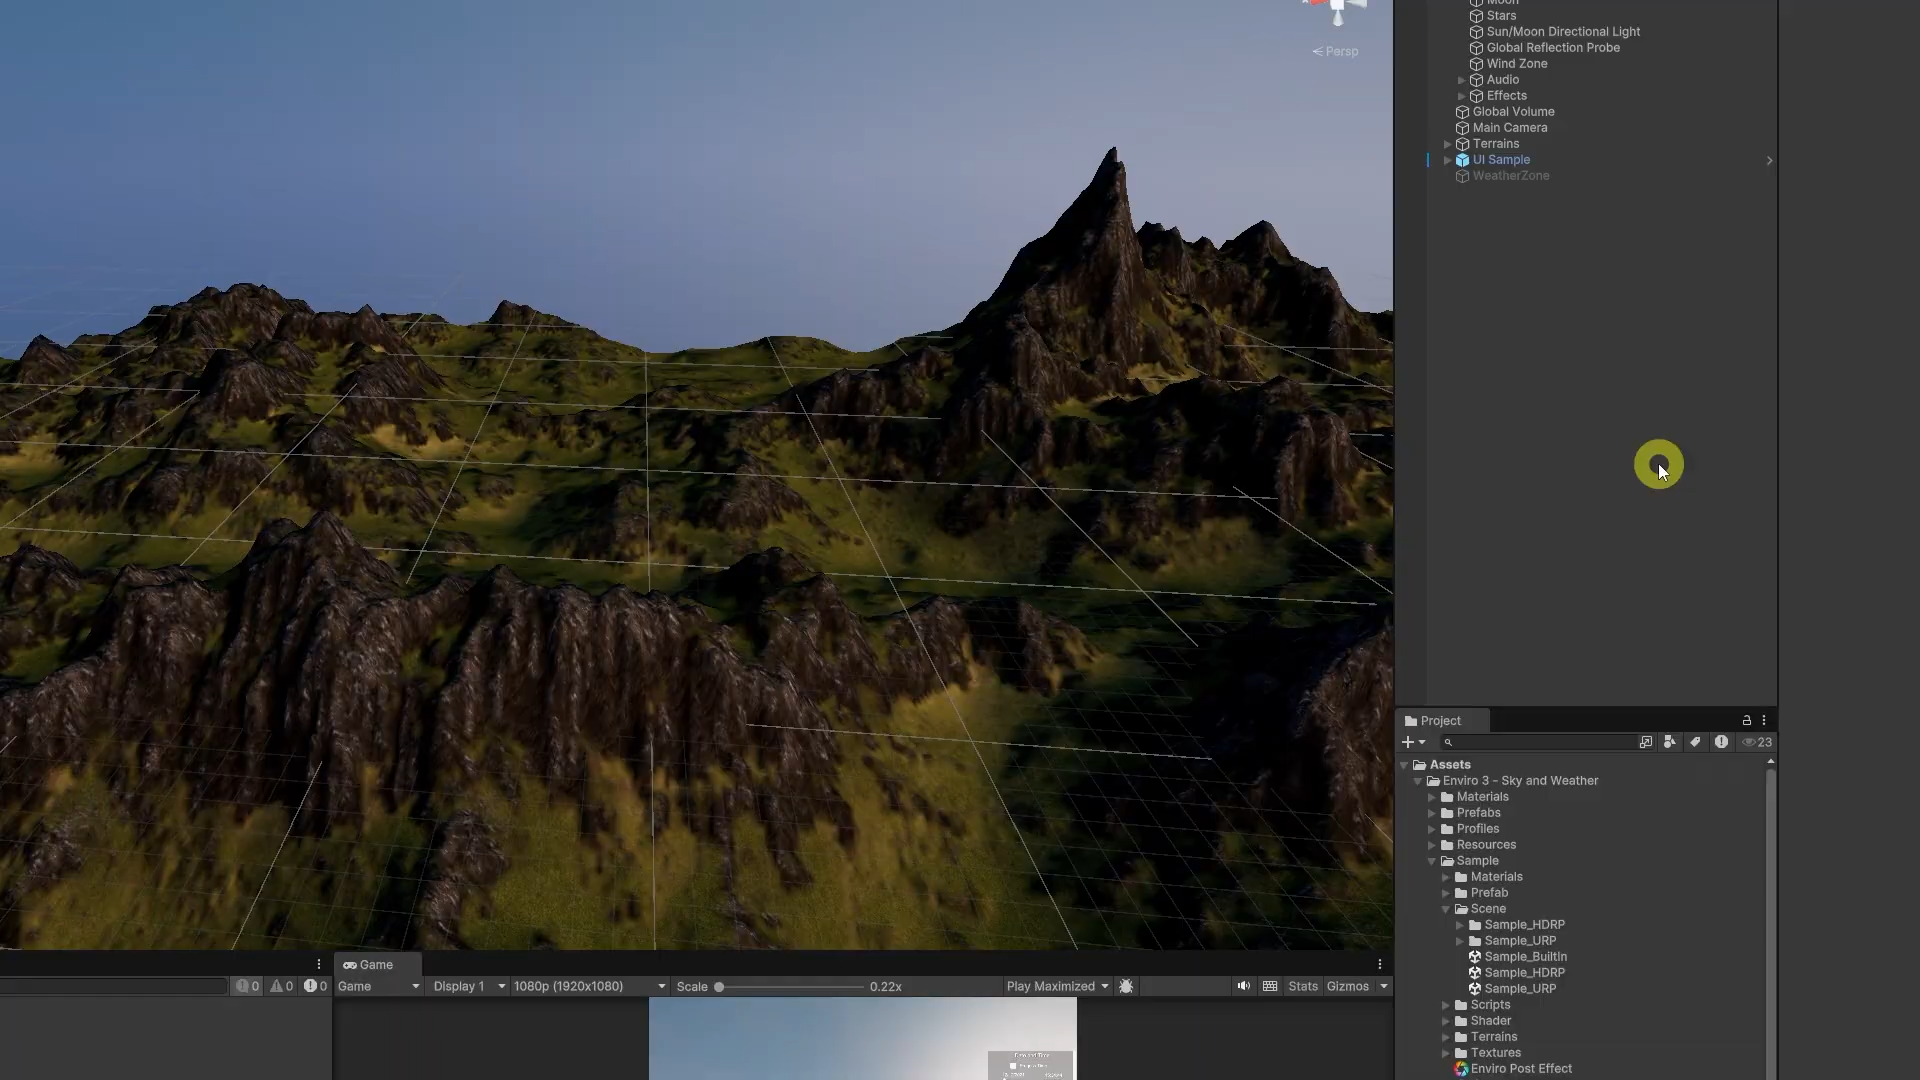 Moon
Stars
Sun/Moon Directional Light
Global Reflection Probe
Persp
Wind Zone
Audio
Effects
Global Volume
Main Camera
Terrains
UI Sample
WeatherZone
Project
23
Assets
Enviro 3 - Sky and Weather
Materials
Prefabs
Profiles
Resources
Sample
Materials
Prefab
Scene
Sample_HDRP
Sample_URP
Sample_BuiltIn
Sample_HDRP
Sample_URP
Scripts
Shader
Terrains
Textures
Enviro Post Effect
Game
0 0 0
Game Display 1 1080p (1920x1080) Scale 0.22x Play Maximized Stats Gizmos